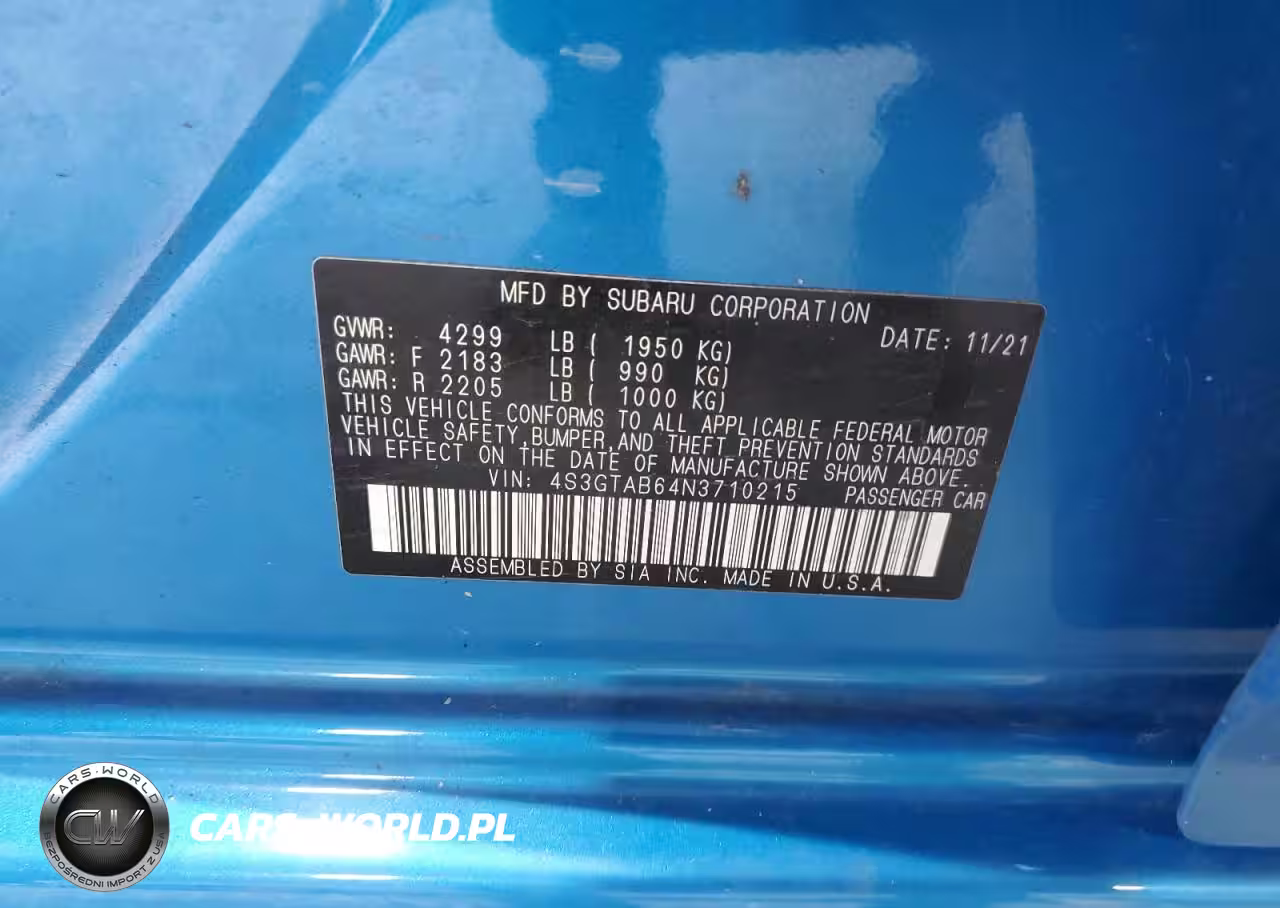 MFD BY SUBARU CORPORATION
DATE: 11/21
GVWR: 4299 LB ( 1950 KG)
GAWR: F 2183 LB ( 990 KG)
GAWR: R 2205 LB ( 1000 KG)
THIS VEHICLE CONFORMS TO ALL APPLICABLE FEDERAL MOTOR
VEHICLE SAFETY,BUMPER,AND THEFT PREVENTION STANDARDS
IN EFFECT ON THE DATE OF MANUFACTURE SHOWN ABOVE.
VIN: 4S3GTAB64N3710215 PASSENGER CAR
ASSEMBLED BY SIA INC. MADE IN U.S.A.
CARS-WORLD
CW
BEZPOŚREDNI IMPORT Z USA
CARS-WORLD.PL